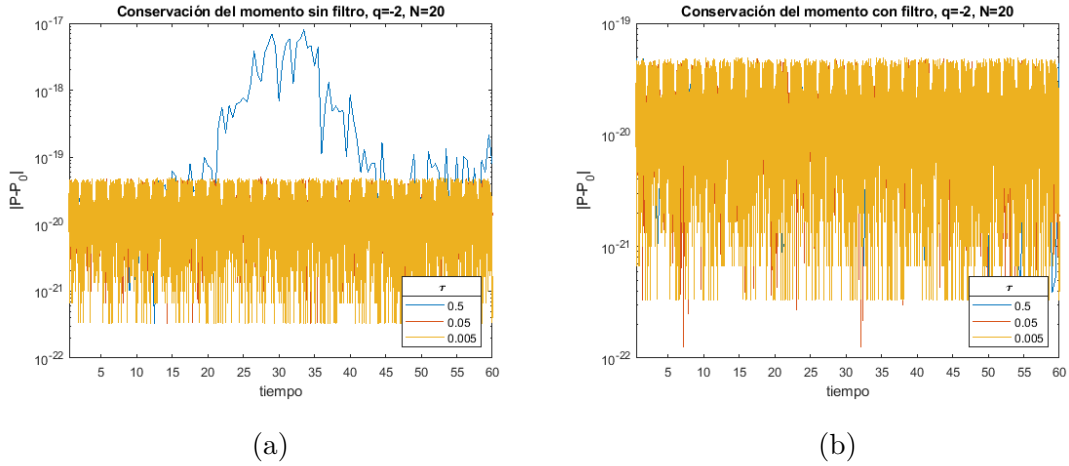 Conservación del momento sin filtro, q=-2, N=20
10^-17
10^-18
10^-19
10^-20
10^-21
10^-22
|P-P_0|
5 10 15 20 25 30 35 40 45 50 55 60
tiempo
τ
0.5
0.05
0.005
(a)
Conservación del momento con filtro, q=-2, N=20
10^-19
10^-20
10^-21
10^-22
|P-P_0|
5 10 15 20 25 30 35 40 45 50 55 60
tiempo
τ
0.5
0.05
0.005
(b)